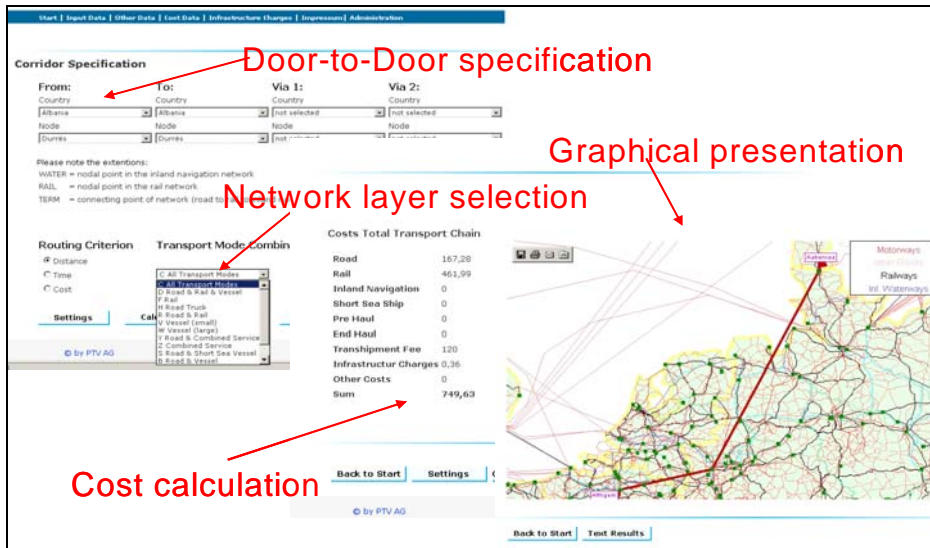 Start | Input Data | Other Data | Cost Data | Infrastructure Charges | Impressum | Administration
Door-to-Door specification
Corridor Specification
From: To: Via 1: Via 2:
Country Country Country Country
Albania Albania [not selected [not selected
Node Node Node Node
Durrës Durrës [not selected
Please note the extentions:
WATER = nodal point in the inland navigation network
RAIL = nodal point in the rail network
TERM = connecting point of network (road to
Network layer selection
Routing Criterion Transport Mode Combin
Distance
Time
Cost
C All Transport Modes
C All Transport Modes
D Road & Rail & Vessel
F Rail
H Road Truck
R Road & Rail
V Vessel (small)
W Vessel (large)
Y Road & Combined Service
Z Combined Service
S Road & Short Sea Vessel
B Road & Vessel
Settings Cal
© by PTV AG
Costs Total Transport Chain
Road 167,28
Rail 461,99
Inland Navigation 0
Short Sea Ship 0
Pre Haul 0
End Haul 0
Transhipment Fee 120
Infrastructur Charges 0,36
Other Costs 0
Sum 749,63
Cost calculation
Back to Start Settings
© by PTV AG
Graphical presentation
Motorways
Railways
Int. Waterways
Back to Start Text Results